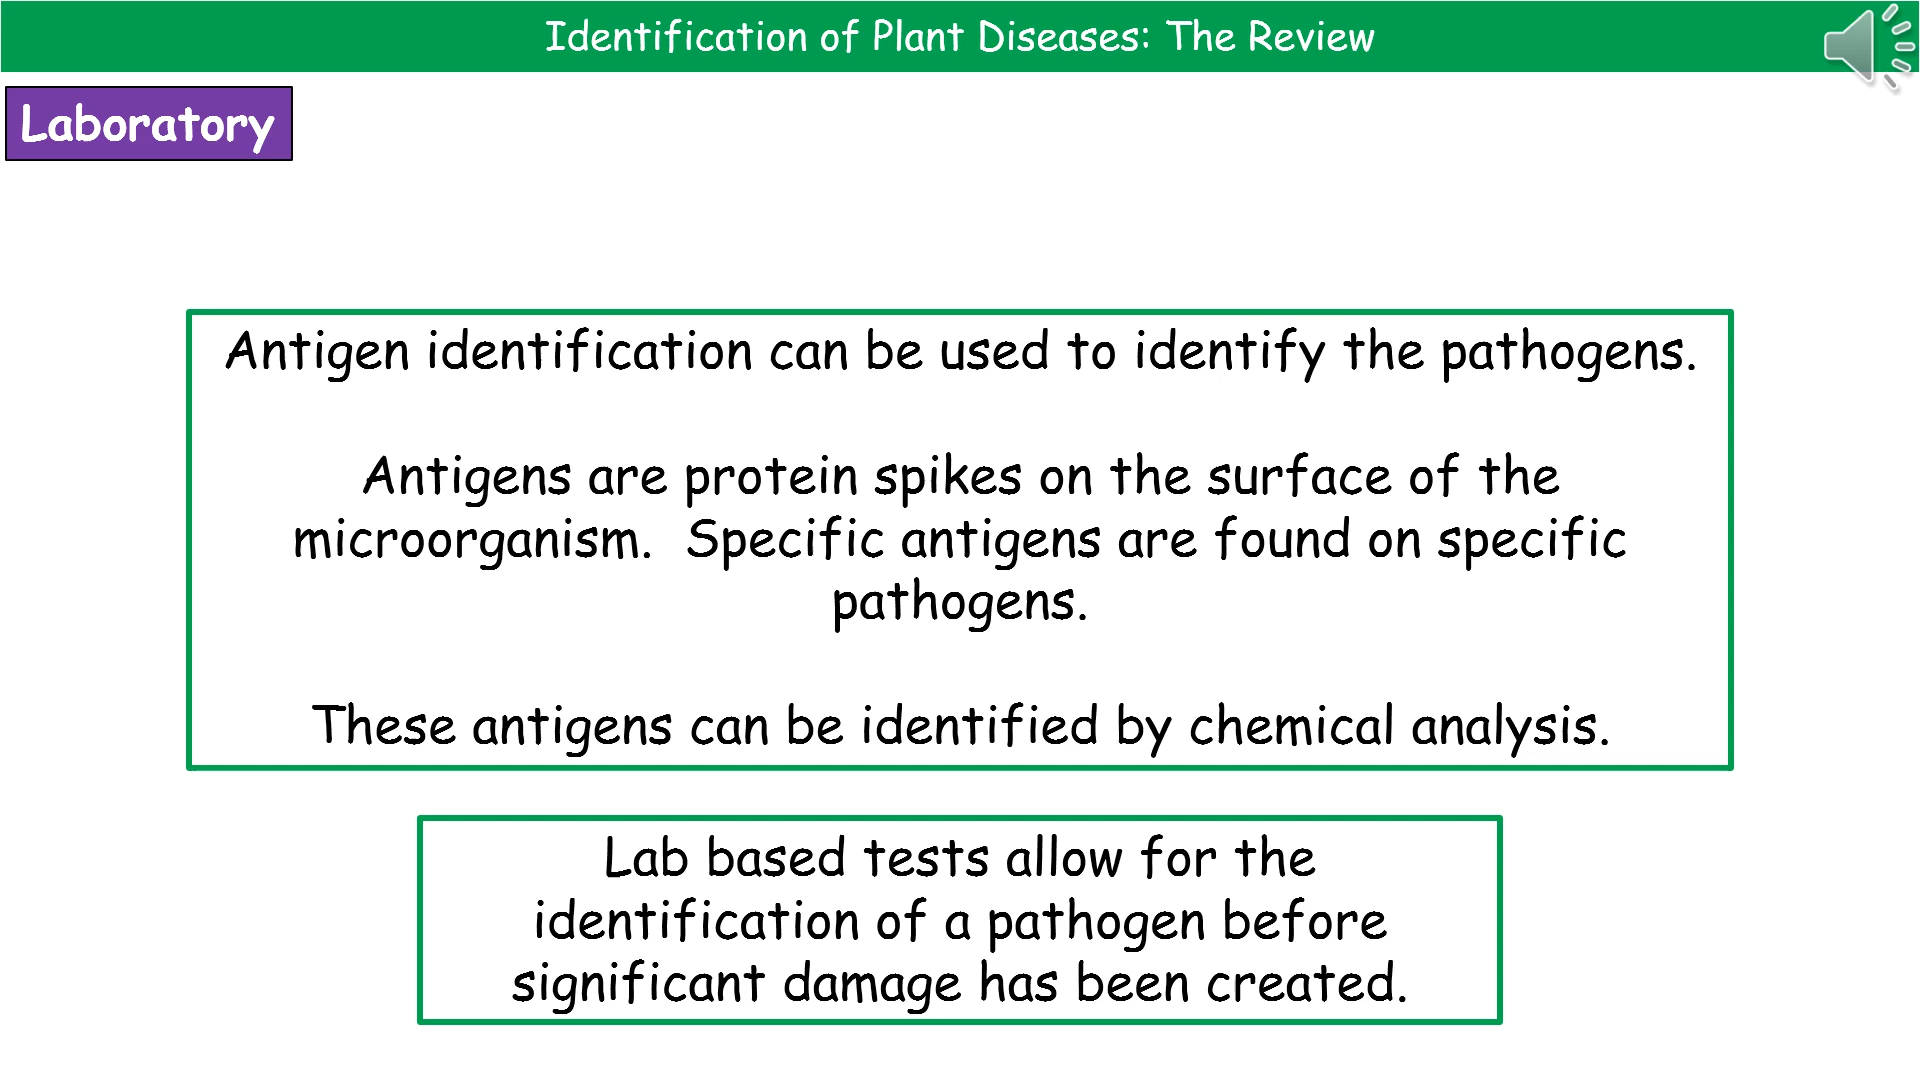 Identification of Plant Diseases: The Review
Laboratory
Antigen identification can be used to identify the pathogens.
Antigens are protein spikes on the surface of the
microorganism.  Specific antigens are found on specific
pathogens.
These antigens can be identified by chemical analysis.
Lab based tests allow for the
identification of a pathogen before
significant damage has been created.